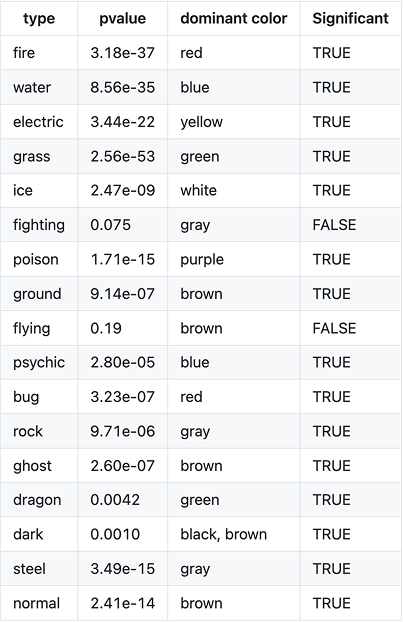 type pvalue dominant color Significant
fire 3.18e-37 red TRUE
water 8.56e-35 blue TRUE
electric 3.44e-22 yellow TRUE
grass 2.56e-53 green TRUE
ice 2.47e-09 white TRUE
fighting 0.075 gray FALSE
poison 1.71e-15 purple TRUE
ground 9.14e-07 brown TRUE
flying 0.19 brown FALSE
psychic 2.80e-05 blue TRUE
bug 3.23e-07 red TRUE
rock 9.71e-06 gray TRUE
ghost 2.60e-07 brown TRUE
dragon 0.0042 green TRUE
dark 0.0010 black, brown TRUE
steel 3.49e-15 gray TRUE
normal 2.41e-14 brown TRUE